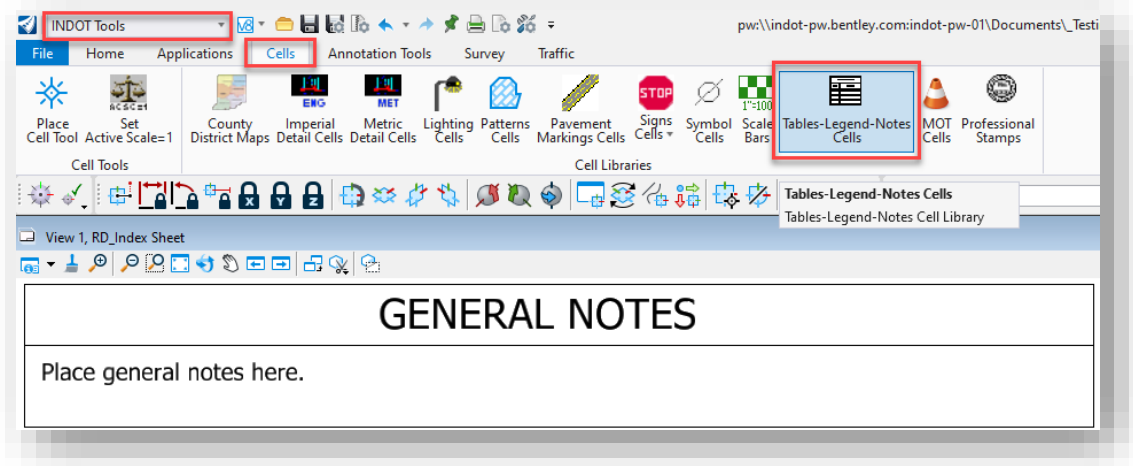 INDOT Tools
V8
pw:\\indot-pw.bentley.com:indot-pw-01\Documents\_Testi
File Home Applications Cells Annotation Tools Survey Traffic
ACSC=1 ENG MET STOP 1"=100
Place Set County Imperial Metric Lighting Patterns Pavement Signs Symbol Scale Tables-Legend-Notes MOT Professional
Cell Tool Active Scale=1 District Maps Detail Cells Detail Cells Cells Cells Markings Cells Cells Cells Bars Cells Cells Stamps
Cell Tools Cell Libraries
X Y Z
Tables-Legend-Notes Cells
Tables-Legend-Notes Cell Library
View 1, RD_Index Sheet
GENERAL NOTES
Place general notes here.